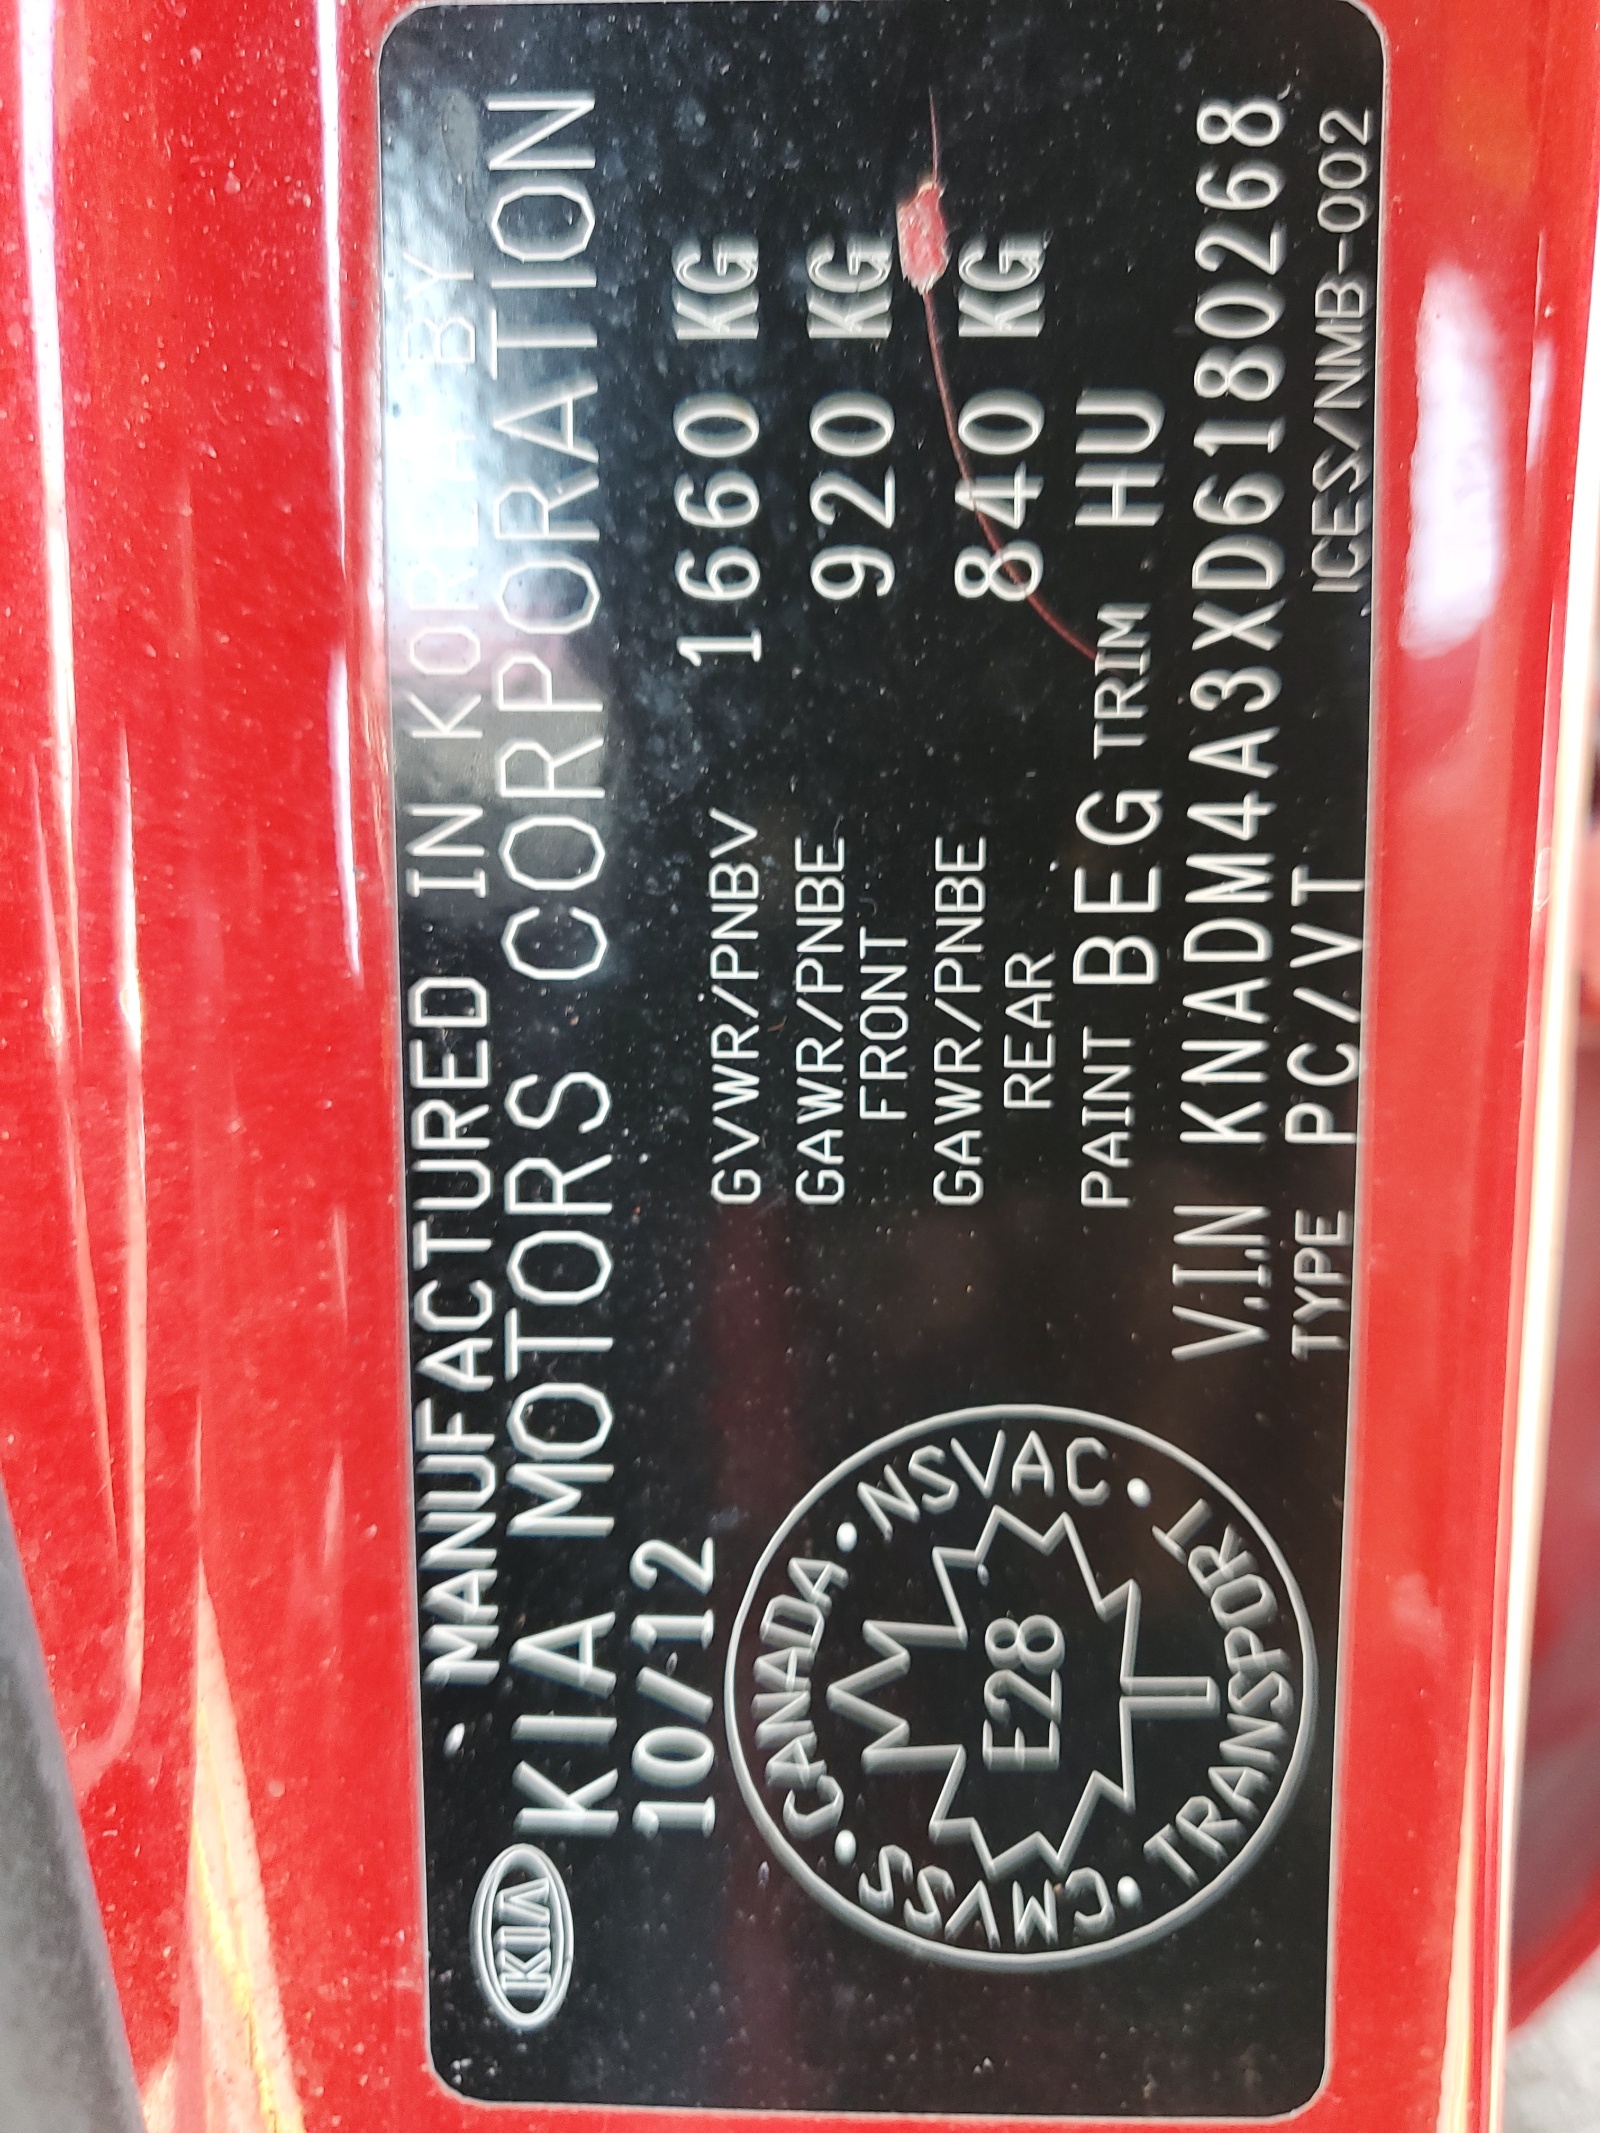 MANUFACTURED IN KOREA BY
KIA KIA MOTORS CORPORATION
10/12
GVWR/PNBV 1660 KG
GAWR/PNBE FRONT 920 KG
GAWR/PNBE REAR 840 KG
PAINT BEG TRIM HU
V.I.N KNADM4A3XD6180268
TYPE PC/VT ICES/NMB-002
CANADA • NSVAC • TRANSPORT • CMVSS •
E28